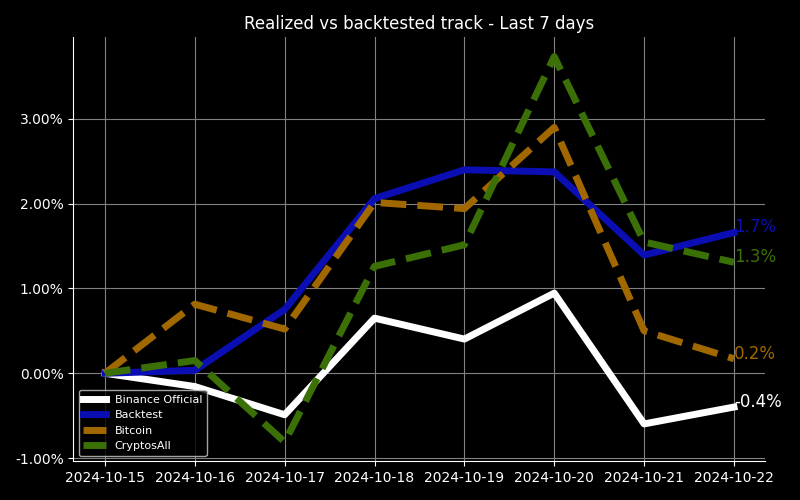 Realized vs backtested track - Last 7 days
3.00%
2.00%
1.00%
0.00%
-1.00%
1.7%
1.3%
0.2%
-0.4%
Binance Official
Backtest
Bitcoin
CryptosAll
2024-10-15 2024-10-16 2024-10-17 2024-10-18 2024-10-19 2024-10-20 2024-10-21 2024-10-22